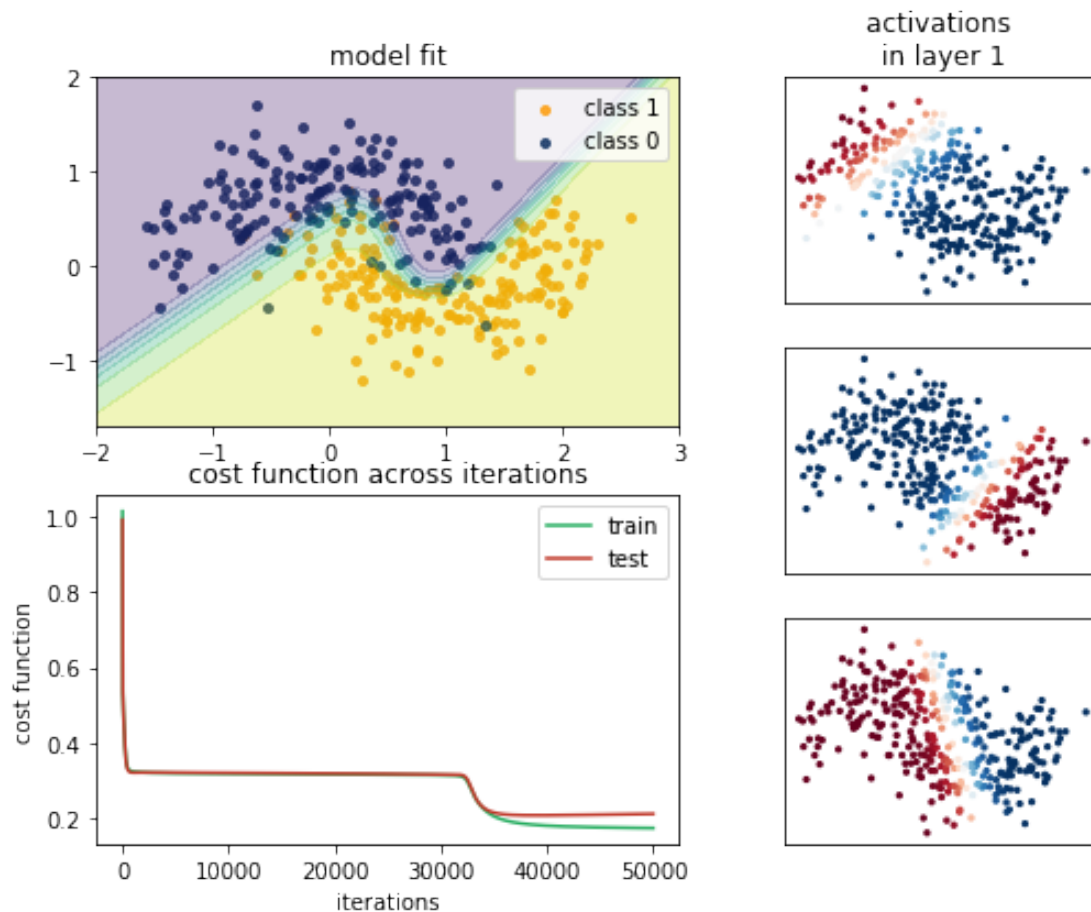 model fit
2
1
0
−1
−2
−1
0
1
2
3
class 1
class 0
cost function across iterations
1.0
0.8
0.6
0.4
0.2
cost function
train
test
0
10000
20000
30000
40000
50000
iterations
activations
in layer 1